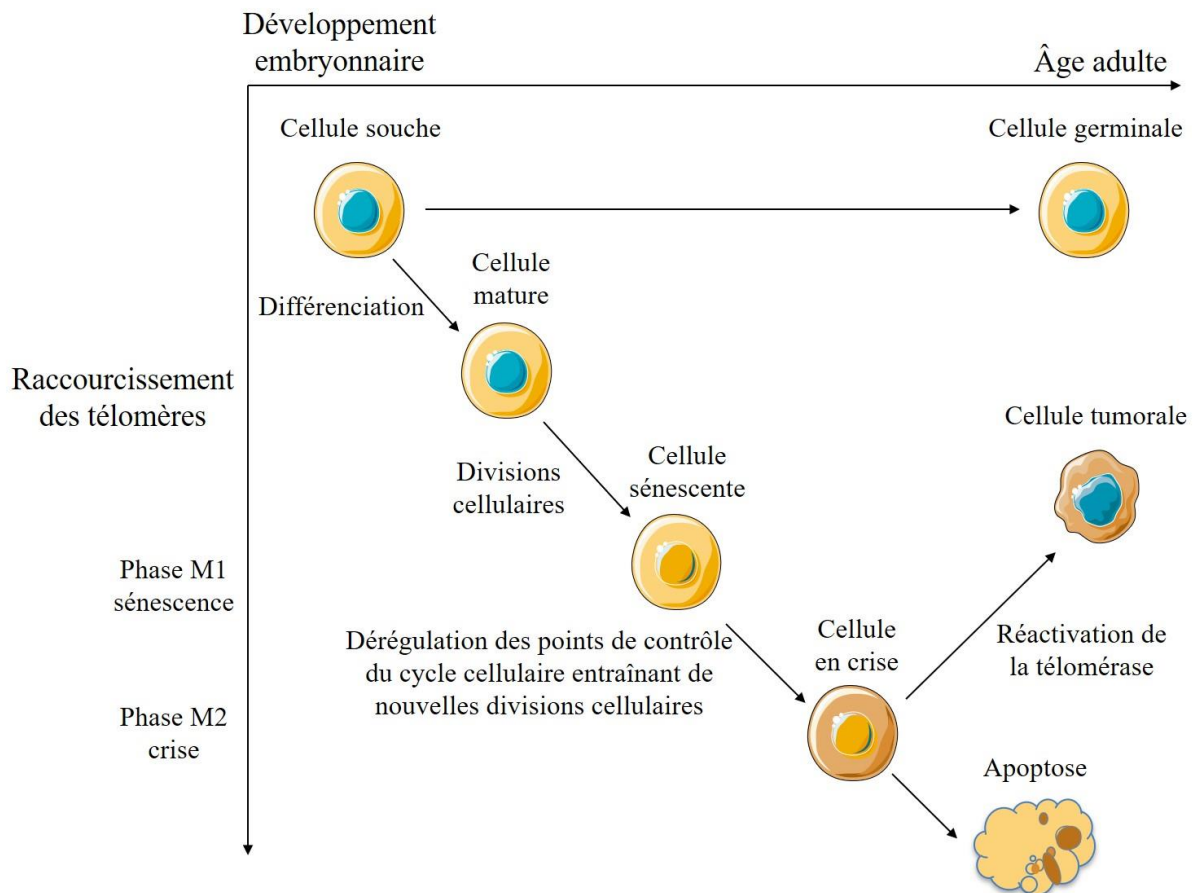 Développement
embryonnaire
Âge adulte
Cellule souche
Cellule germinale
Cellule
mature
Différenciation
Raccourcissement
des télomères
Cellule tumorale
Divisions
cellulaires
Cellule
sénescente
Phase M1
sénescence
Dérégulation des points de contrôle
du cycle cellulaire entraînant de
nouvelles divisions cellulaires
Cellule
en crise
Réactivation de
la télomérase
Phase M2
crise
Apoptose